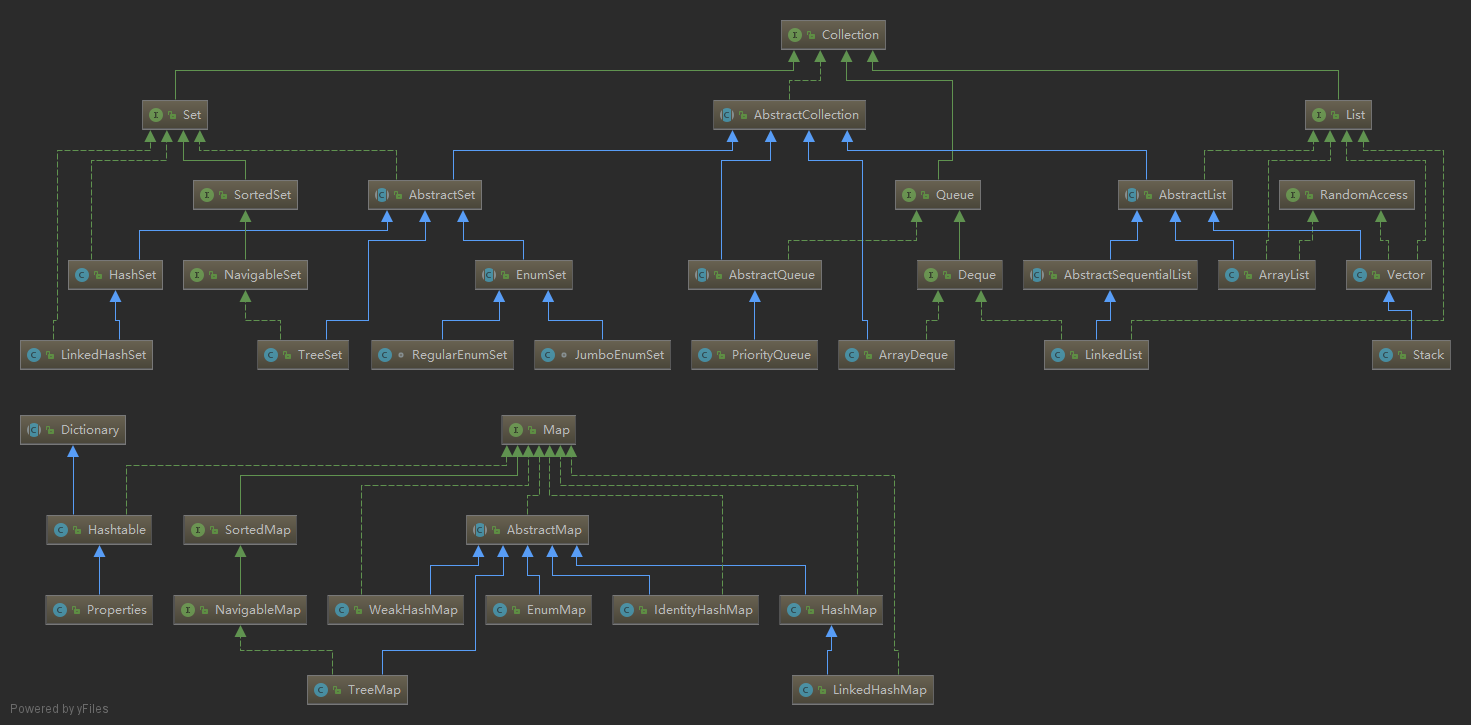 Collection
Set
AbstractCollection
List
SortedSet
AbstractSet
Queue
AbstractList
RandomAccess
HashSet
NavigableSet
EnumSet
AbstractQueue
Deque
AbstractSequentialList
ArrayList
Vector
LinkedHashSet
TreeSet
RegularEnumSet
JumboEnumSet
PriorityQueue
ArrayDeque
LinkedList
Stack
Dictionary
Map
Hashtable
SortedMap
AbstractMap
Properties
NavigableMap
WeakHashMap
EnumMap
IdentityHashMap
HashMap
TreeMap
LinkedHashMap
Powered by yFiles